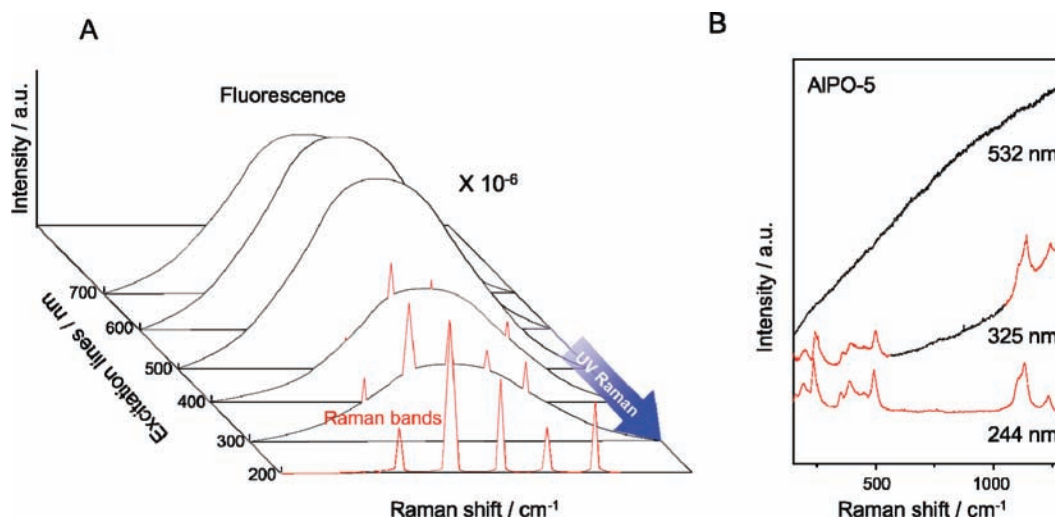 A
Intensity / a.u.
Fluorescence
X 10-6
700
600
500
400
300
200
Excitation lines / nm
UV Raman
Raman bands
Raman shift / cm-1
B
AlPO-5
Intensity / a.u.
532 nm
325 nm
244 nm
500
1000
Raman shift / cm-1